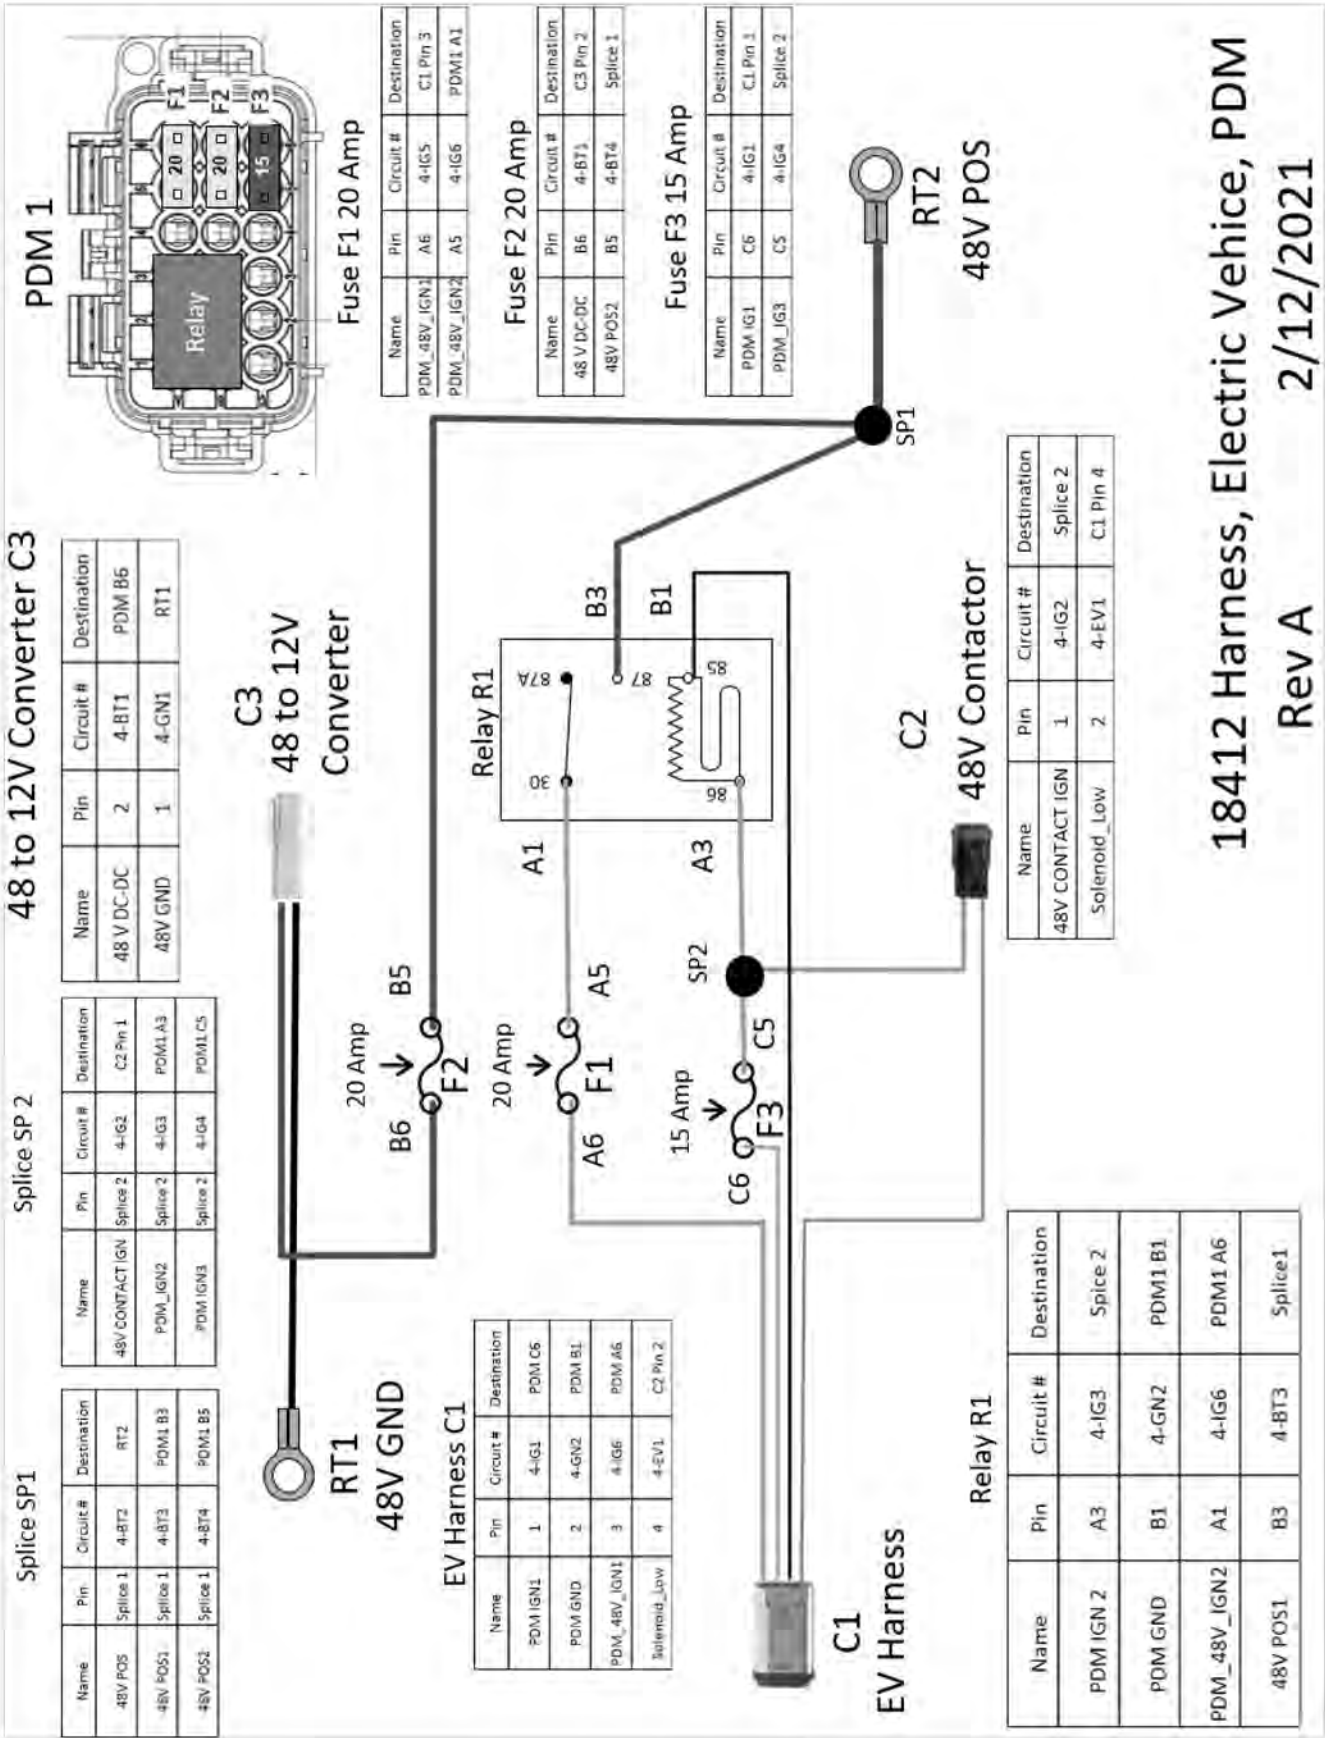 Splice SP1
Name Pin Circuit # Destination
48V POS Splice 1 4-BT2 RT2
48V POS1 Splice 1 4-BT3 PDM1 B3
48V POS2 Splice 1 4-BT4 PDM1 B5
Splice SP 2
Name Pin Circuit # Destination
48V CONTACT IGN Splice 2 4-IG2 C2 Pin 1
PDM_IGN2 Splice 2 4-IG3 PDM1 A3
PDM IGN3 Splice 2 4-IG4 PDM1 C5
48 to 12V Converter C3
Name Pin Circuit # Destination
48 V DC-DC 2 4-BT1 PDM B6
48V GND 1 4-GN1 RT1
PDM 1
Relay
20 F1
20 F2
15 F3
Fuse F1 20 Amp
Name Pin Circuit # Destination
PDM_48V_IGN1 A6 4-IG5 C1 Pin 3
PDM_48V_IGN2 A5 4-IG6 PDM1 A1
Fuse F2 20 Amp
Name Pin Circuit # Destination
48 V DC-DC B6 4-BT1 C3 Pin 2
48V POS2 B5 4-BT4 Splice 1
Fuse F3 15 Amp
Name Pin Circuit # Destination
PDM IG1 C6 4-IG1 C1 Pin 1
PDM_IG3 C5 4-IG4 Splice 2
RT1
48V GND
C3
48 to 12V
Converter
20 Amp
B6 F2 B5
20 Amp
A6 F1 A5
15 Amp
C6 F3 C5
SP2
A1
A3
Relay R1
30 87A
87
86 85
B3
B1
SP1
RT2
48V POS
EV Harness C1
Name Pin Circuit # Destination
PDM IGN1 1 4-IG1 PDM C6
PDM GND 2 4-GN2 PDM B1
PDM_48V_IGN1 3 4-IG6 PDM A6
Solenoid_Low 4 4-EV1 C2 Pin 2
C1
EV Harness
C2
48V Contactor
Name Pin Circuit # Destination
48V CONTACT IGN 1 4-IG2 Splice 2
Solenoid_Low 2 4-EV1 C1 Pin 4
Relay R1
Name Pin Circuit # Destination
PDM IGN 2 A3 4-IG3 Spice 2
PDM GND B1 4-GN2 PDM1 B1
PDM_48V_IGN2 A1 4-IG6 PDM1 A6
48V POS1 B3 4-BT3 Splice1
18412 Harness, Electric Vehice, PDM
Rev A 2/12/2021